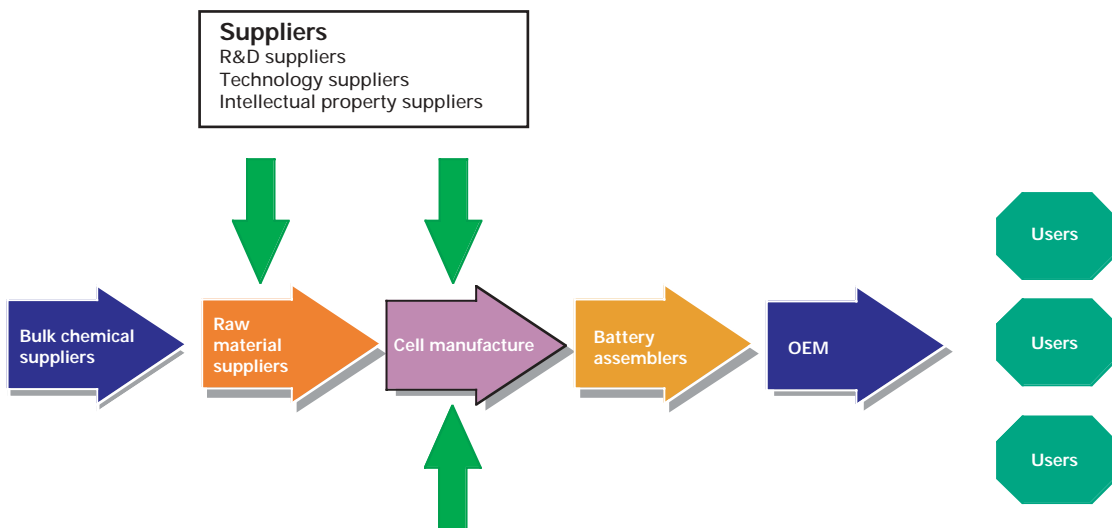 Suppliers
R&D suppliers
Technology suppliers
Intellectual property suppliers
Bulk chemical
suppliers
Raw
material
suppliers
Cell manufacture
Battery
assemblers
OEM
Users
Users
Users